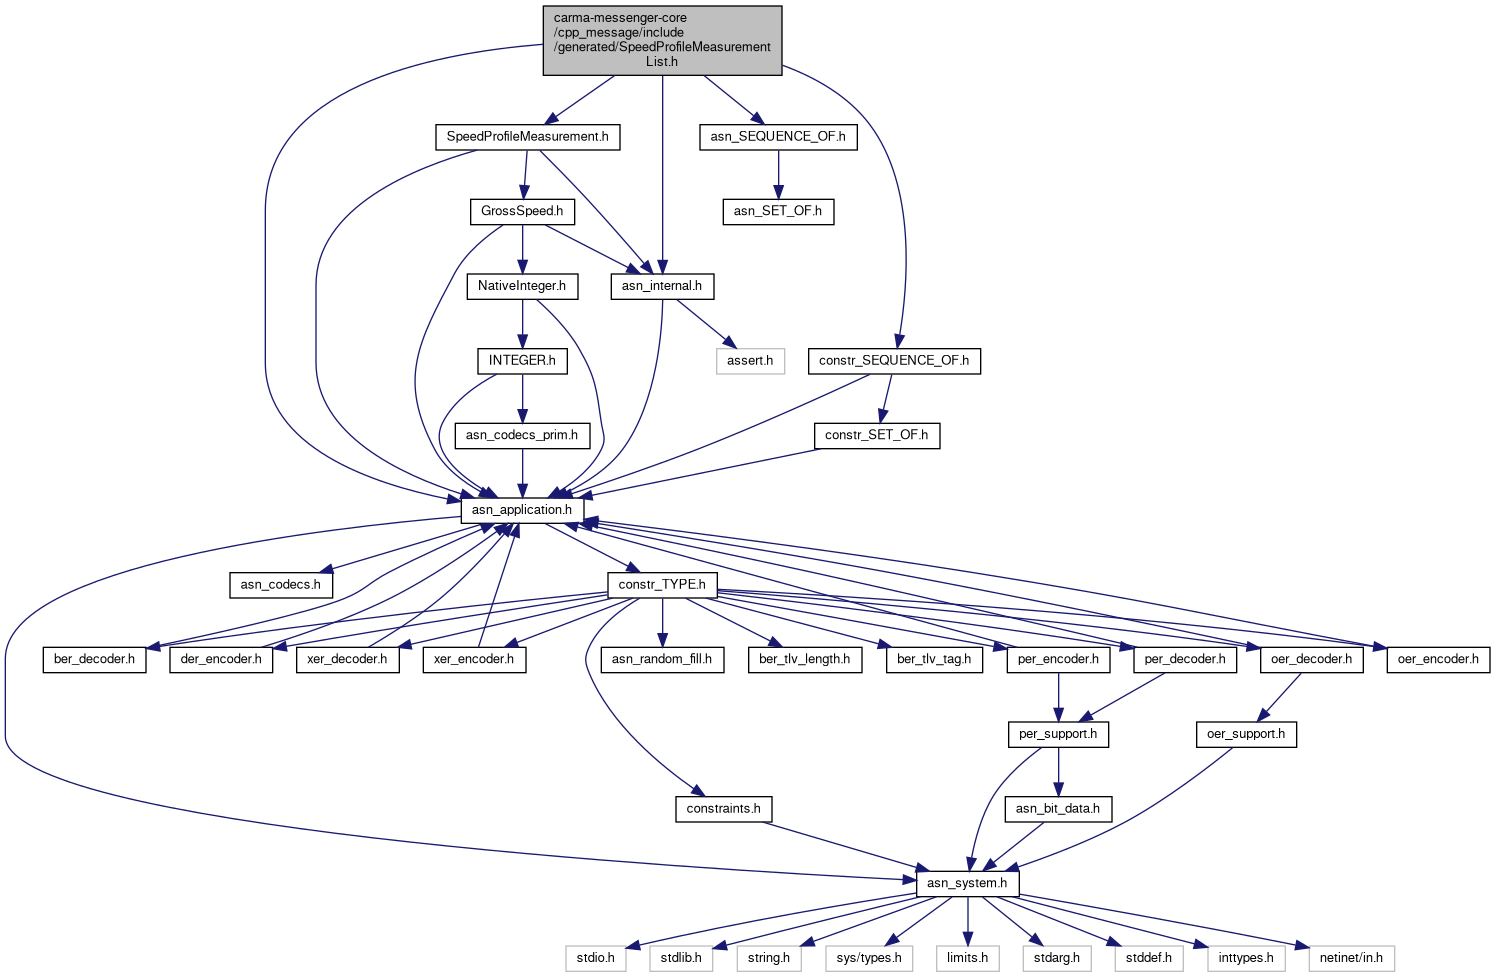 carma-messenger-core
/cpp_message/include
/generated/SpeedProfileMeasurement
List.h
SpeedProfileMeasurement.h
asn_SEQUENCE_OF.h
GrossSpeed.h
asn_SET_OF.h
NativeInteger.h
asn_internal.h
INTEGER.h
assert.h
constr_SEQUENCE_OF.h
asn_codecs_prim.h
constr_SET_OF.h
asn_application.h
asn_codecs.h
constr_TYPE.h
ber_decoder.h
der_encoder.h
xer_decoder.h
xer_encoder.h
asn_random_fill.h
ber_tlv_length.h
ber_tlv_tag.h
per_encoder.h
per_decoder.h
oer_decoder.h
oer_encoder.h
per_support.h
oer_support.h
constraints.h
asn_bit_data.h
asn_system.h
stdio.h
stdlib.h
string.h
sys/types.h
limits.h
stdarg.h
stddef.h
inttypes.h
netinet/in.h